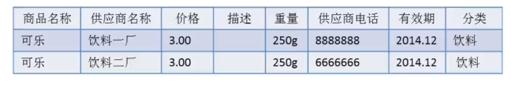 商品名称 供应商名称 价格 描述 重量 供应商电话 有效期 分类
可乐 饮料一厂 3.00 250g 8888888 2014.12 饮料
可乐 饮料二厂 3.00 250g 6666666 2014.12 饮料